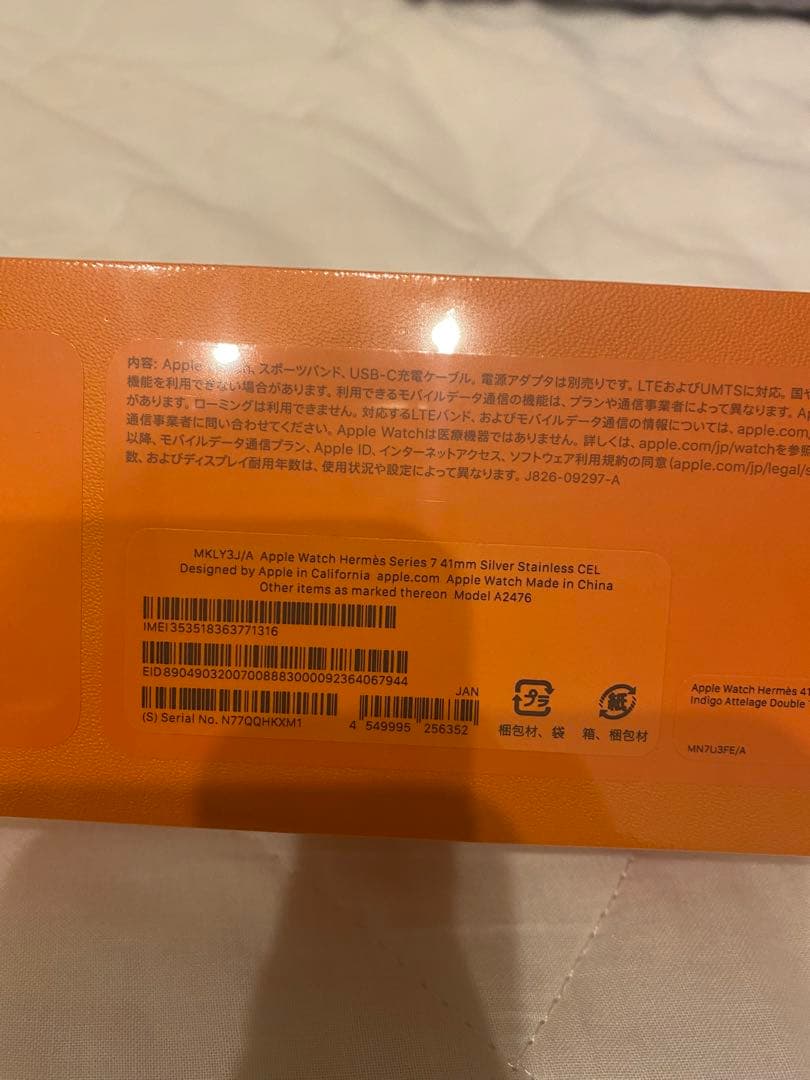 内容: Apple スポーツバンド、USB-C充電ケーブル。電源アダプタは別売りです。LTEおよびUMTSに対応。国や
機能を利用できない場合があります。利用できるモバイルデータ通信の機能は、プランや通信事業者によって異なります。Ap
があります。ローミングは利用できません。対応するLTEバンド、およびモバイルデータ通信の情報については、apple.com
通信事業者に問い合わせてください。Apple Watchは医療機器ではありません。詳しくは、apple.com/jp/watchを参照
以降、モバイルデータ通信プラン、Apple ID、インターネットアクセス、ソフトウェア利用規約の同意 (apple.com/jp/legal/s
数、およびディスプレイ耐用年数は、使用状況や設定によって異なります。J826-09297-A
MKLY3J/A Apple Watch Hermès Series 7 41mm Silver Stainless CEL
Designed by Apple in California apple.com Apple Watch Made in China
Other items as marked thereon Model A2476
IMEI 353518363771316
EID 89049032007008883000092364067944
JAN
(S) Serial No. N77QQHKXM1
4 549995 256352
プラ
梱包材、袋
紙
箱、梱包材
Apple Watch Hermès 41
Indigo Attelage Double
MN7U3FE/A